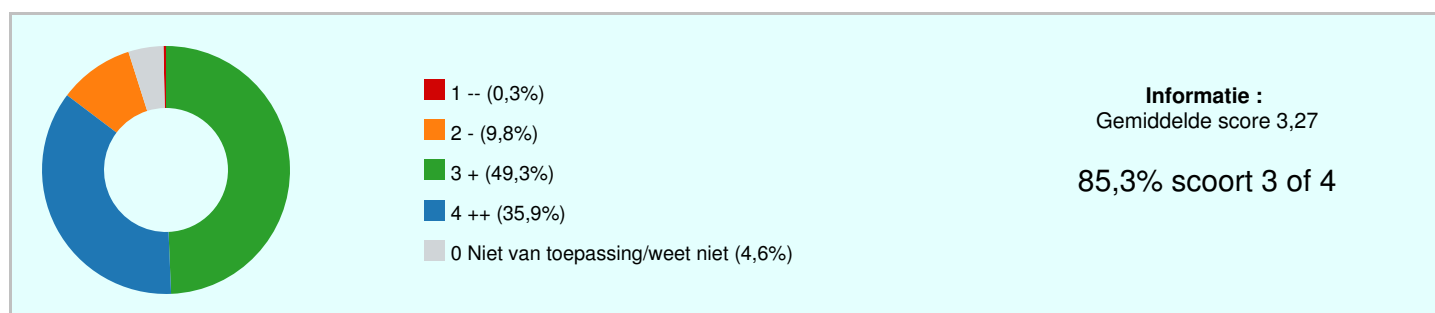 1 -- (0,3%)
2 - (9,8%)
3 + (49,3%)
4 ++ (35,9%)
0 Niet van toepassing/weet niet (4,6%)
Informatie :
Gemiddelde score 3,27
85,3% scoort 3 of 4